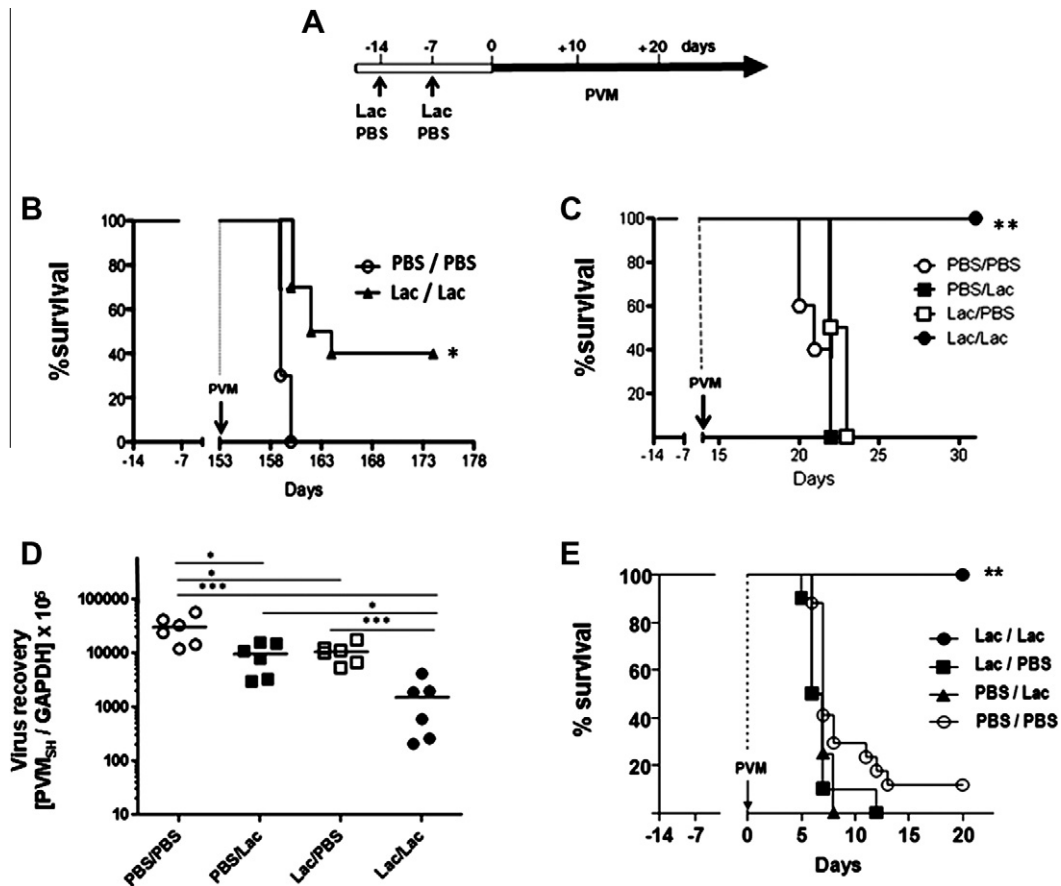 A
-14 -7 0 +10 +20 days
Lac Lac PVM
PBS PBS
B
%survival
100
80
60
40
20
0
PBS / PBS
Lac / Lac
*
PVM
-14 -7 153 158 163 168 173 178
Days
C
%survival
100
80
60
40
20
**
PBS/PBS
PBS/Lac
Lac/PBS
Lac/Lac
PVM
-14 -7 15 20 25 30
Days
D
Virus recovery
[PVMSH / GAPDH] x 10⁶
100000
10000
1000
100
10
*
*
***
*
***
PBS/PBS
PBS/Lac
Lac/PBS
Lac/Lac
E
% survival
100
80
60
40
20
**
Lac / Lac
Lac / PBS
PBS / Lac
PBS / PBS
PVM
-14 -7 0 5 10 15 20
Days